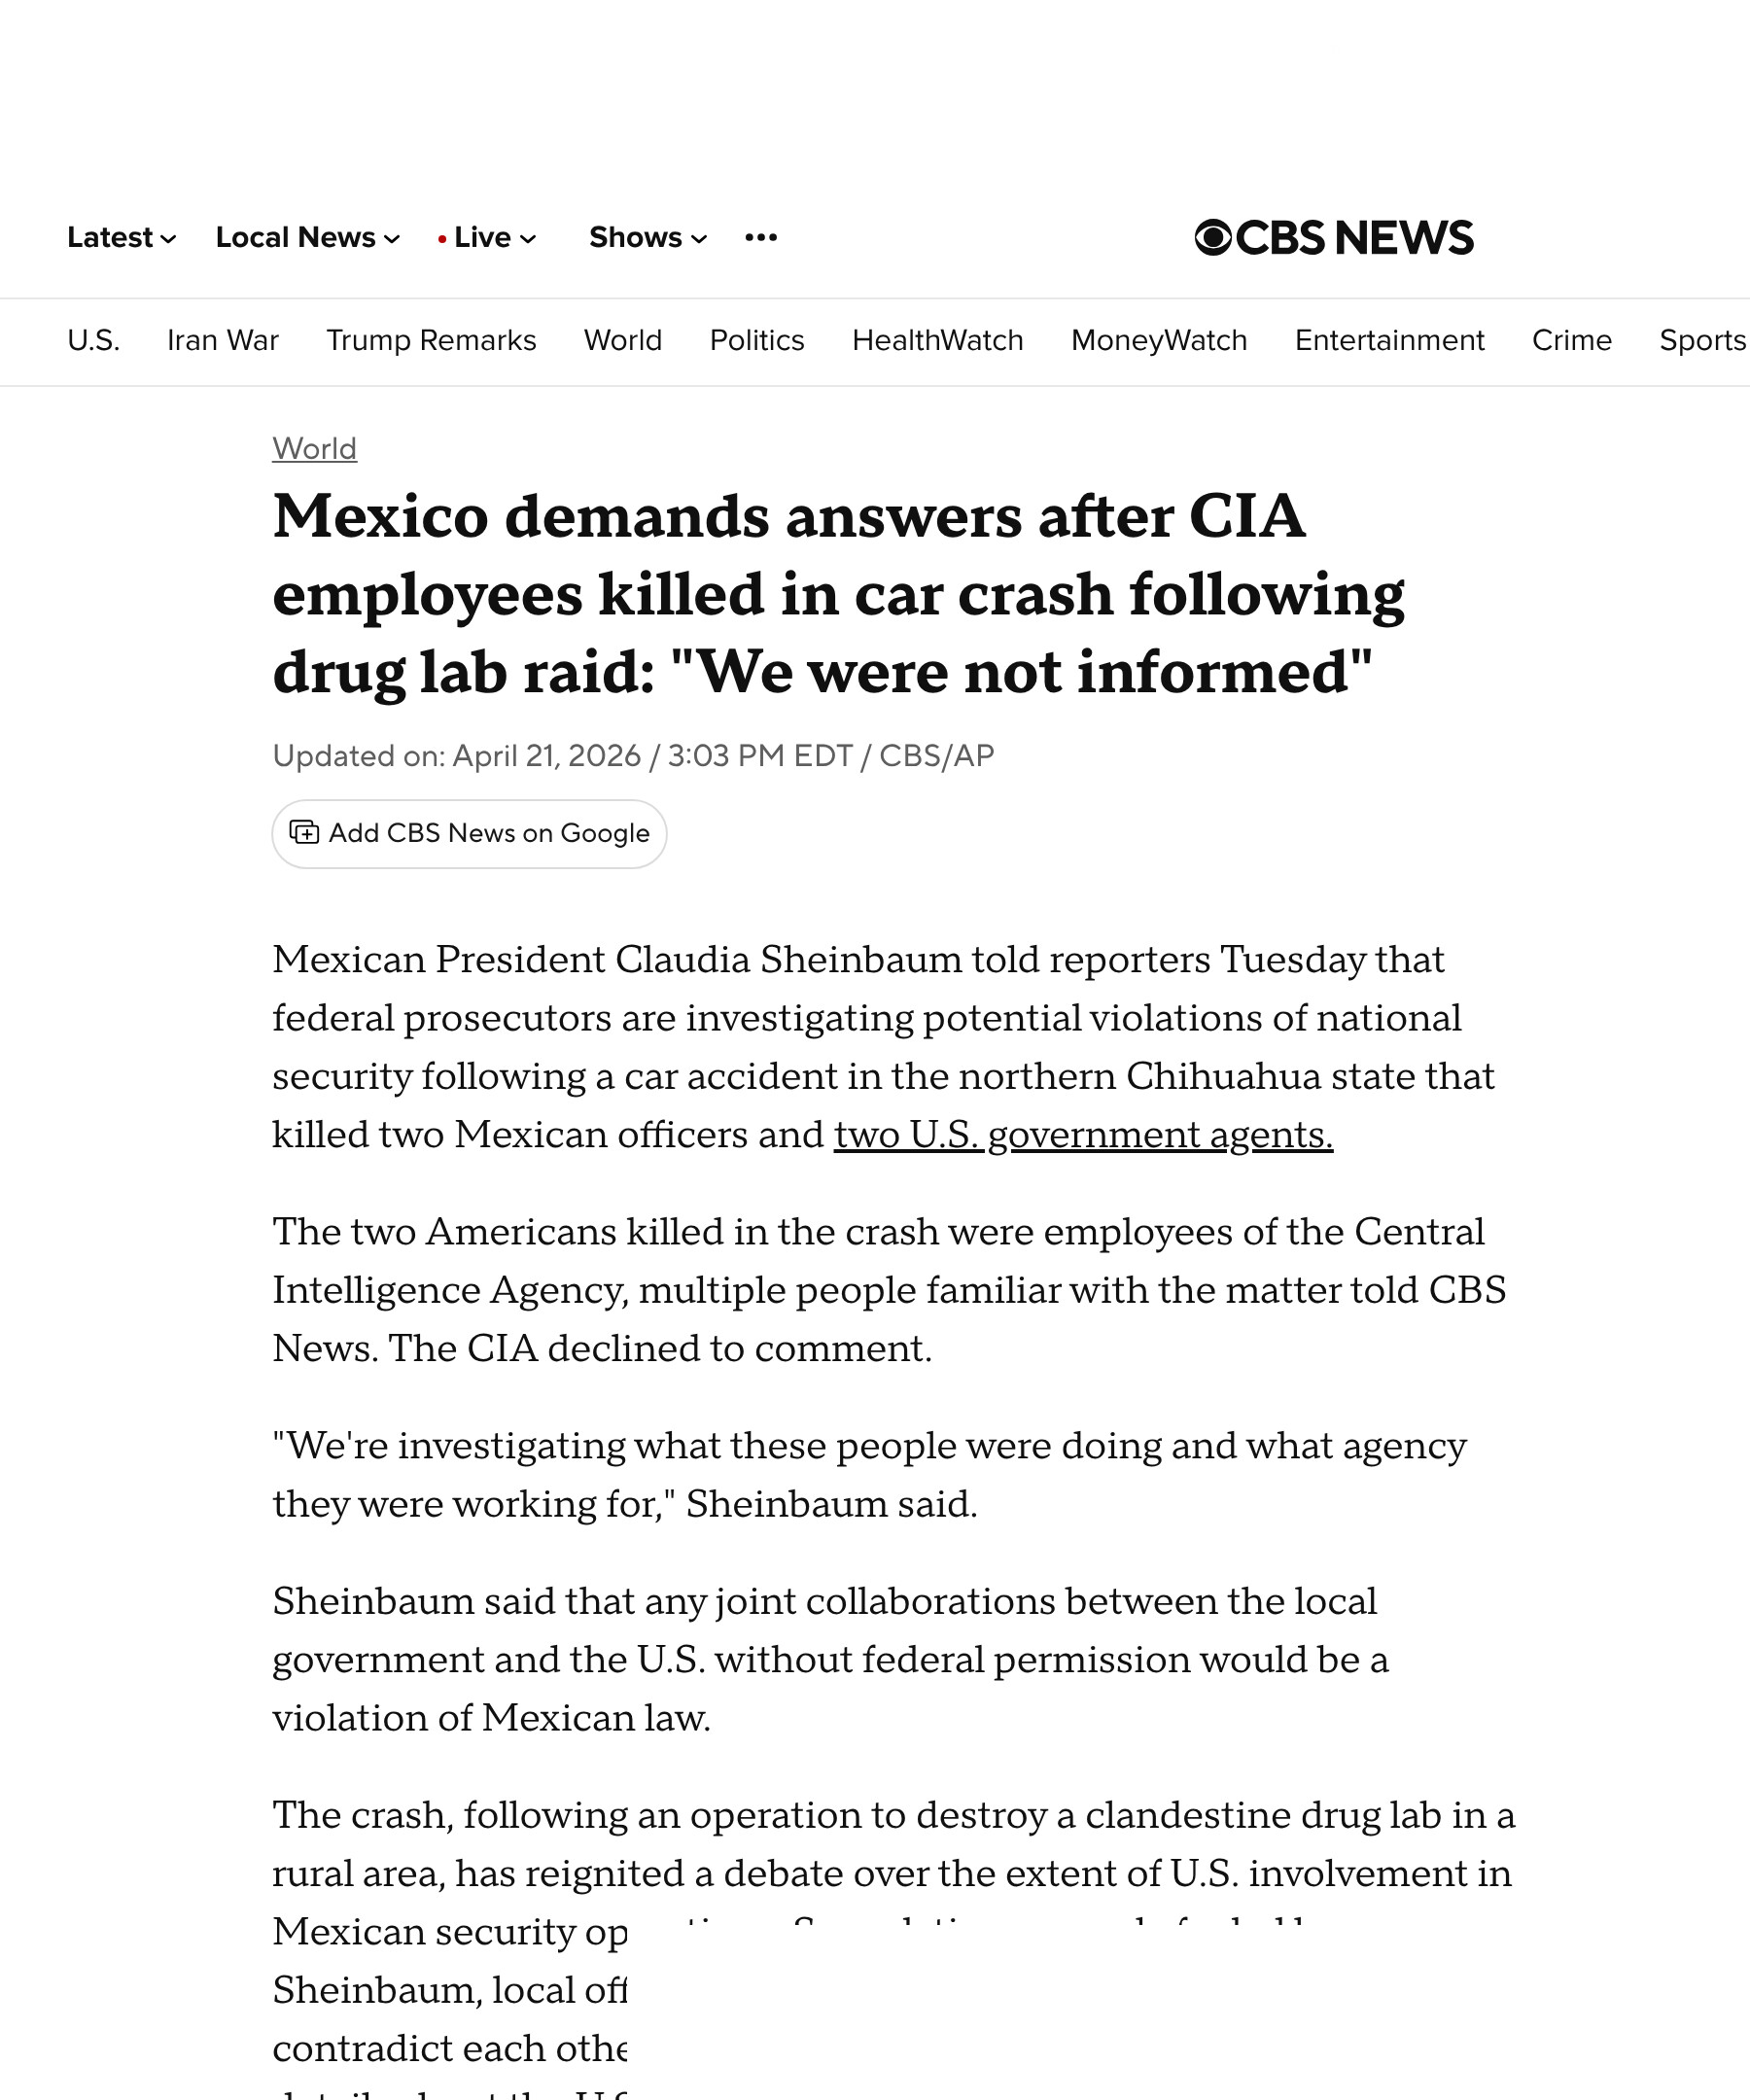 Latest Local News Live Shows CBS NEWS
U.S. Iran War Trump Remarks World Politics HealthWatch MoneyWatch Entertainment Crime Sports
World
Mexico demands answers after CIA
employees killed in car crash following
drug lab raid: "We were not informed"
Updated on: April 21, 2026 / 3:03 PM EDT / CBS/AP
Add CBS News on Google
Mexican President Claudia Sheinbaum told reporters Tuesday that
federal prosecutors are investigating potential violations of national
security following a car accident in the northern Chihuahua state that
killed two Mexican officers and two U.S. government agents.
The two Americans killed in the crash were employees of the Central
Intelligence Agency, multiple people familiar with the matter told CBS
News. The CIA declined to comment.
"We're investigating what these people were doing and what agency
they were working for," Sheinbaum said.
Sheinbaum said that any joint collaborations between the local
government and the U.S. without federal permission would be a
violation of Mexican law.
The crash, following an operation to destroy a clandestine drug lab in a
rural area, has reignited a debate over the extent of U.S. involvement in
Mexican security
Sheinbaum, local
contradict each